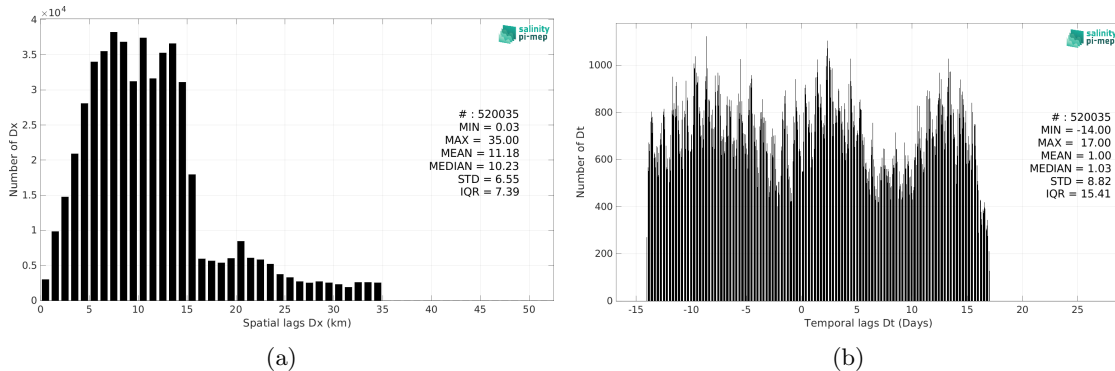 ×10⁴
4
3.5
3
2.5
2
1.5
1
0.5
0
Number of Dx
0 5 10 15 20 25 30 35 40 45 50
Spatial lags Dx (km)
salinity
pi-mep
# : 520035
MIN = 0.03
MAX = 35.00
MEAN = 11.18
MEDIAN = 10.23
STD = 6.55
IQR = 7.39
(a)
1000
800
600
400
200
0
Number of Dt
-15 -10 -5 0 5 10 15 20 25
Temporal lags Dt (Days)
salinity
pi-mep
# : 520035
MIN = -14.00
MAX = 17.00
MEAN = 1.00
MEDIAN = 1.03
STD = 8.82
IQR = 15.41
(b)